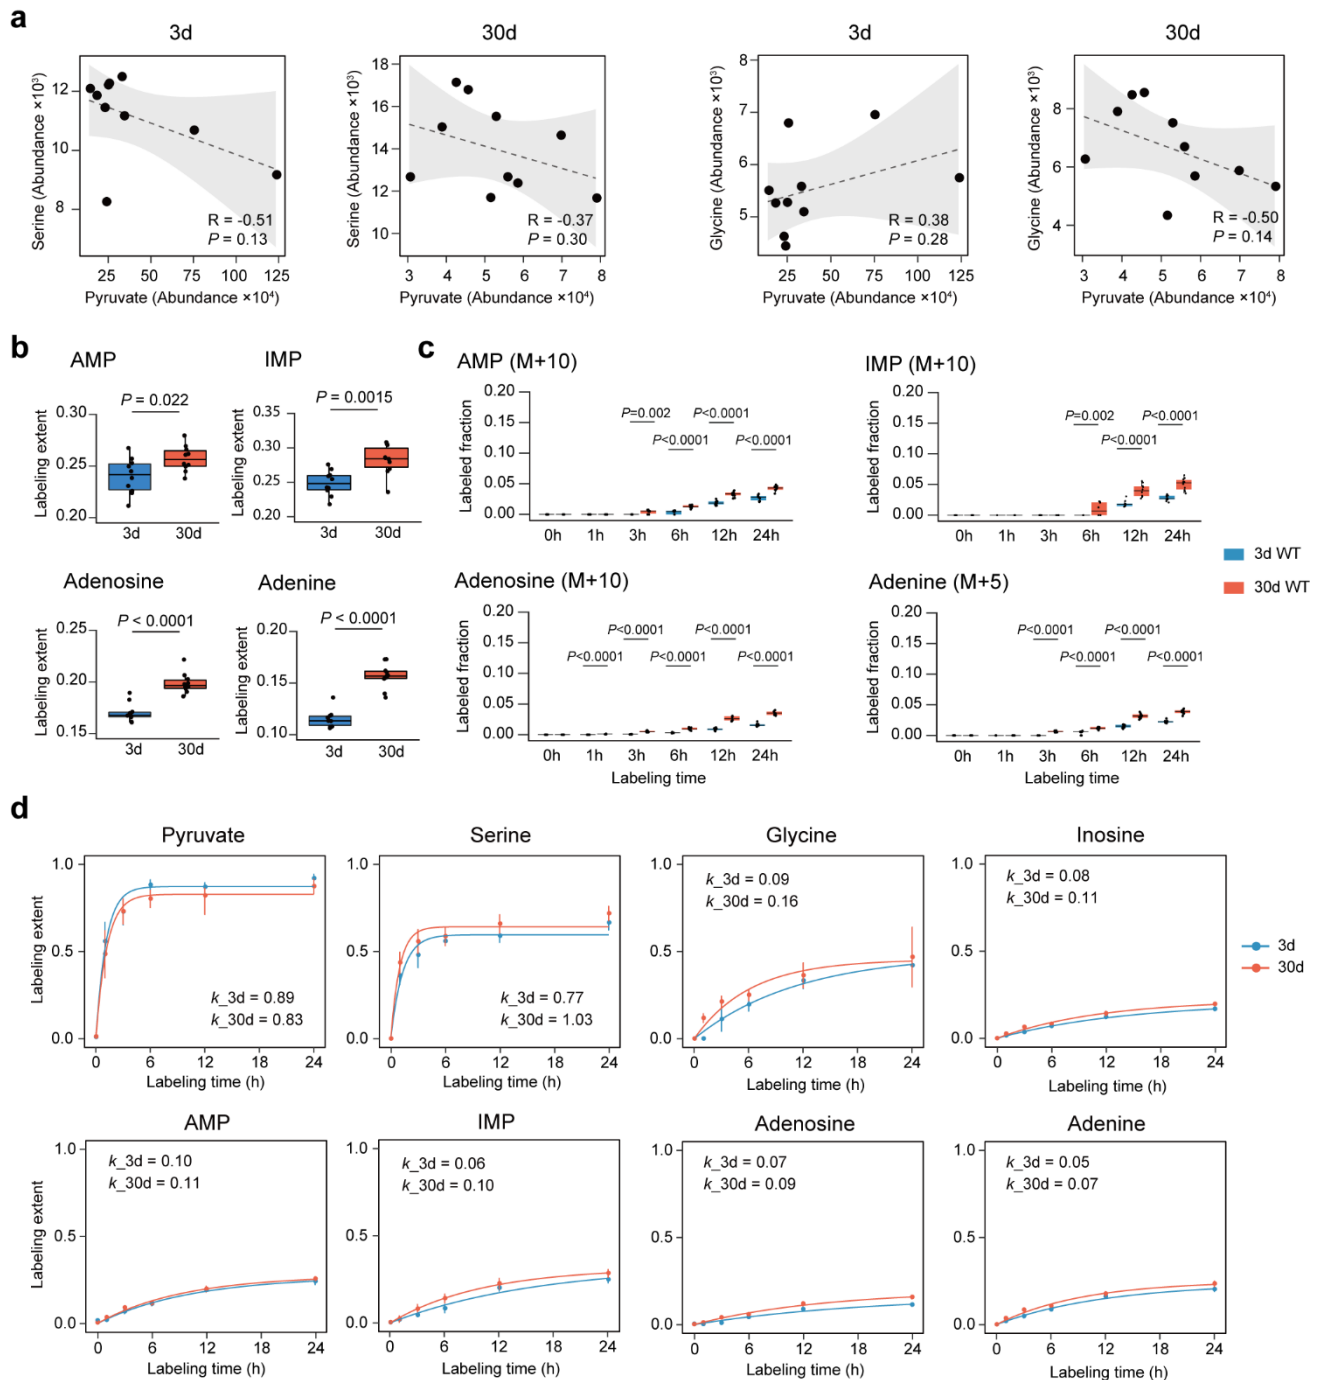 a
3d
30d
3d
30d
Serine (Abundance ×10³)
12
10
8
R = -0.51
P = 0.13
25
50
75
100
125
Pyruvate (Abundance ×10⁴)
Serine (Abundance ×10³)
18
16
14
12
10
R = -0.37
P = 0.30
3
4
5
6
7
8
9
Pyruvate (Abundance ×10⁴)
Glycine (Abundance ×10³)
8
7
6
5
R = 0.38
P = 0.28
25
50
75
100
125
Pyruvate (Abundance ×10⁴)
Glycine (Abundance ×10³)
8
6
4
R = -0.50
P = 0.14
3
4
5
6
7
8
Pyruvate (Abundance ×10⁴)
b
AMP
P = 0.022
Labeling extent
0.30
0.25
0.20
3d
30d
IMP
P = 0.0015
Labeling extent
0.35
0.30
0.25
0.20
3d
30d
Adenosine
P < 0.0001
Labeling extent
0.25
0.20
0.15
3d
30d
Adenine
P < 0.0001
Labeling extent
0.20
0.15
0.10
3d
30d
c
AMP (M+10)
Labeled fraction
0.20
0.15
0.10
0.05
0.00
P=0.002
P<0.0001
P<0.0001
P<0.0001
0h
1h
3h
6h
12h
24h
IMP (M+10)
Labeled fraction
0.20
0.15
0.10
0.05
0.00
P=0.002
P<0.0001
P<0.0001
0h
1h
3h
6h
12h
24h
3d WT
30d WT
Adenosine (M+10)
Labeled fraction
0.20
0.15
0.10
0.05
0.00
P<0.0001
P<0.0001
P<0.0001
P<0.0001
P<0.0001
0h
1h
3h
6h
12h
24h
Labeling time
Adenine (M+5)
Labeled fraction
0.20
0.15
0.10
0.05
0.00
P<0.0001
P<0.0001
P<0.0001
P<0.0001
0h
1h
3h
6h
12h
24h
Labeling time
d
Pyruvate
Labeling extent
1.0
0.5
0.0
k_3d = 0.89
k_30d = 0.83
0
6
12
18
24
Labeling time (h)
Serine
1.0
0.5
0.0
k_3d = 0.77
k_30d = 1.03
0
6
12
18
24
Labeling time (h)
Glycine
1.0
0.5
0.0
k_3d = 0.09
k_30d = 0.16
0
6
12
18
24
Labeling time (h)
Inosine
1.0
0.5
0.0
k_3d = 0.08
k_30d = 0.11
0
6
12
18
24
Labeling time (h)
3d
30d
AMP
Labeling extent
1.0
0.5
0.0
k_3d = 0.10
k_30d = 0.11
0
6
12
18
24
Labeling time (h)
IMP
1.0
0.5
0.0
k_3d = 0.06
k_30d = 0.10
0
6
12
18
24
Labeling time (h)
Adenosine
1.0
0.5
0.0
k_3d = 0.07
k_30d = 0.09
0
6
12
18
24
Labeling time (h)
Adenine
1.0
0.5
0.0
k_3d = 0.05
k_30d = 0.07
0
6
12
18
24
Labeling time (h)